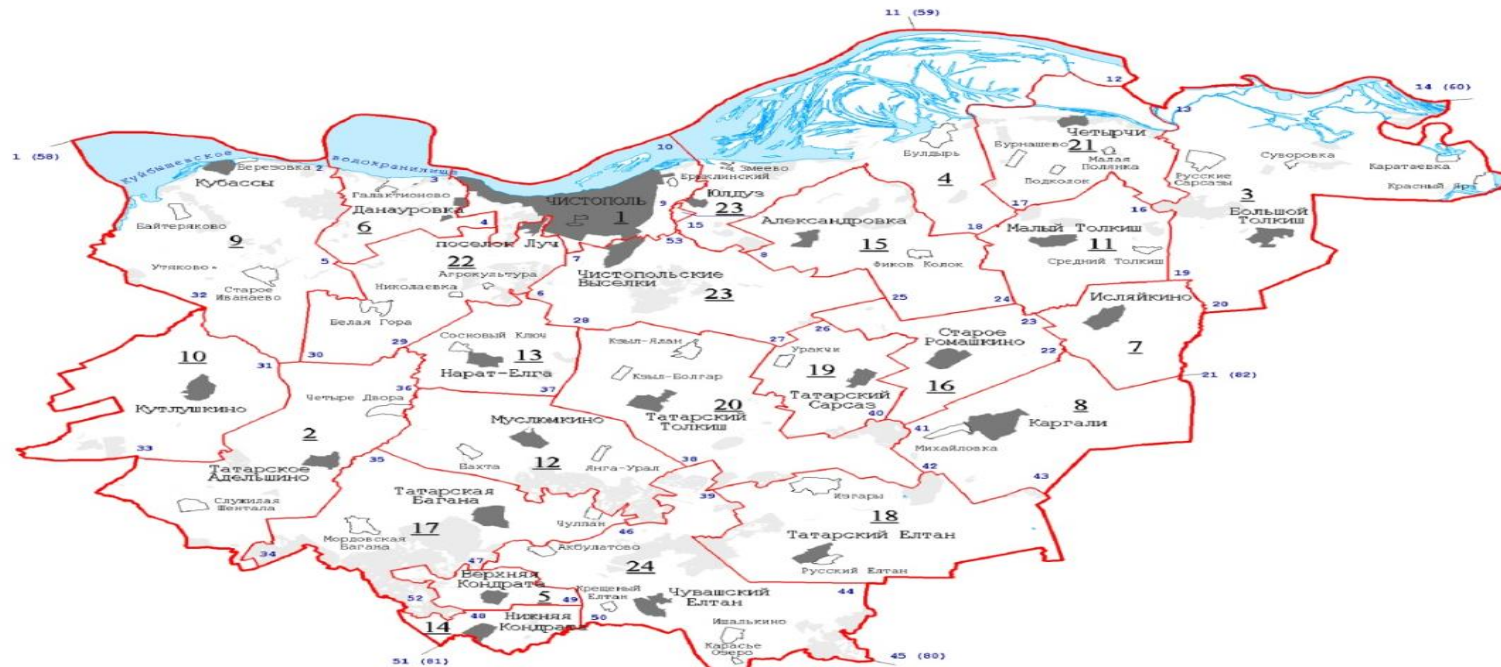 11 (59)
12
14 (60)
13
1 (58)
Куйбышевское
2
водохранилище
3
10
Березовка
Кубассы
Галактионово
Данауровка
6
4
ЧИСТОПОЛЬ
1
9
Змеево
Юлдуз
23
15
Булдырь
4
Четырчи
21
Бурнашево
Малая
Полянка
Подколок
17
16
18
Русские
Сарсазы
Суворовка
Каратаевка
Красный Яр
3
Большой
Толкиш
Байтеряково
9
Утяково
Старое
Иванаево
5
32
поселок Луч
22
Агрокультура
Николаевка
Белая Гора
6
7
53
8
Чистопольские
Выселки
23
28
Александровка
15
Фиков Колок
25
24
Малый Толкиш
11
Средний Толкиш
19
20
Исляйкино
7
23
22
21 (82)
30
29
31
10
Кутлушкино
33
Сосновый Ключ
13
Нарат-Елга
37
36
Кзыл-Ялан
Кзыл-Болгар
20
Татарский
Толкиш
27
26
Уракчи
19
Татарский
Сарсаз
40
Старое
Ромашкино
16
8
Каргали
Михайловка
41
42
43
Четыре Двора
2
Татарское
Адельшино
35
Служилая
Шентала
34
Муслюмкино
12
Вахта
Янга-Урал
38
39
Татарская
Багана
17
Мордовская
Багана
Чуллан
46
47
Изгары
18
Татарский Елтан
Русский Елтан
44
Акбулатово
24
Крещеный
Елтан
Чувашский
Елтан
50
Ишалькино
Карасье
Озеро
45 (80)
Верхняя
Кондрата
5
49
52
14
48
Нижняя
Кондрата
51 (81)